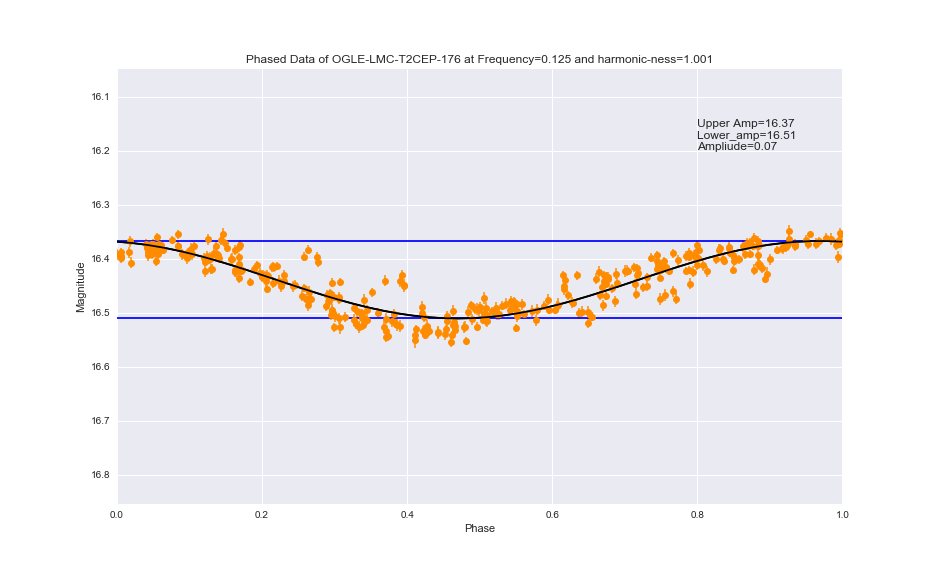 Phased Data of OGLE-LMC-T2CEP-176 at Frequency=0.125 and harmonic-ness=1.001
Upper Amp=16.37
Lower_amp=16.51
Ampliude=0.07
Magnitude
16.1
16.2
16.3
16.4
16.5
16.6
16.7
16.8
0.0 0.2 0.4 0.6 0.8 1.0
Phase